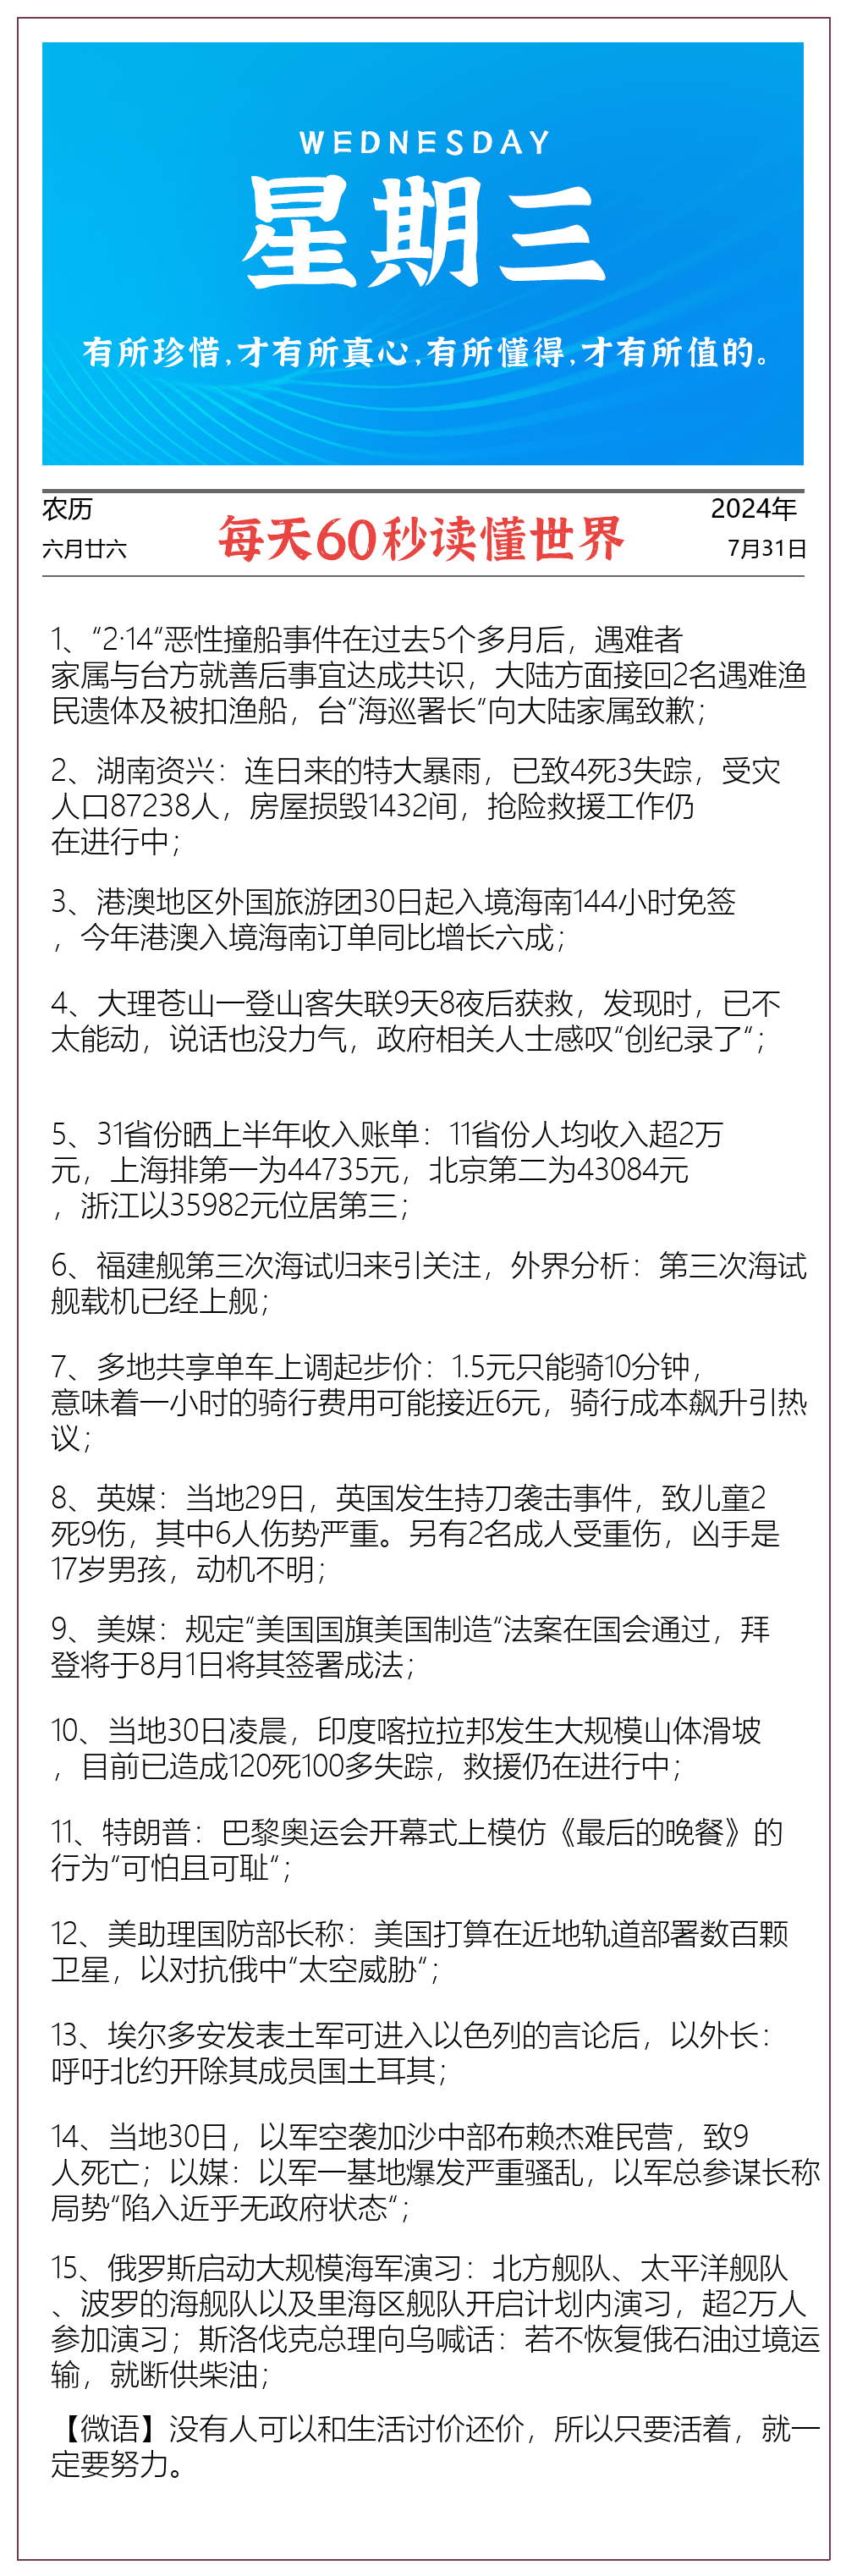 WEDNESDAY
星期三
有所珍惜,才有所真心,有所懂得,才有所值的。
农历
2024年
每天60秒读懂世界
六月廿六
7月31日
1、“2·14“恶性撞船事件在过去5个多月后，遇难者
家属与台方就善后事宜达成共识，大陆方面接回2名遇难渔
民遗体及被扣渔船，台“海巡署长“向大陆家属致歉；
2、湖南资兴：连日来的特大暴雨，已致4死3失踪，受灾
人口87238人，房屋损毁1432间，抢险救援工作仍
在进行中；
3、港澳地区外国旅游团30日起入境海南144小时免签
，今年港澳入境海南订单同比增长六成；
4、大理苍山一登山客失联9天8夜后获救，发现时，已不
太能动，说话也没力气，政府相关人士感叹“创纪录了“；
5、31省份晒上半年收入账单：11省份人均收入超2万
元，上海排第一为44735元，北京第二为43084元
，浙江以35982元位居第三；
6、福建舰第三次海试归来引关注，外界分析：第三次海试
舰载机已经上舰；
7、多地共享单车上调起步价：1.5元只能骑10分钟，
意味着一小时的骑行费用可能接近6元，骑行成本飙升引热
议；
8、英媒：当地29日，英国发生持刀袭击事件，致儿童2
死9伤，其中6人伤势严重。另有2名成人受重伤，凶手是
17岁男孩，动机不明；
9、美媒：规定“美国国旗美国制造“法案在国会通过，拜
登将于8月1日将其签署成法；
10、当地30日凌晨，印度喀拉拉邦发生大规模山体滑坡
，目前已造成120死100多失踪，救援仍在进行中；
11、特朗普：巴黎奥运会开幕式上模仿《最后的晚餐》的
行为“可怕且可耻“；
12、美助理国防部长称：美国打算在近地轨道部署数百颗
卫星，以对抗俄中“太空威胁“；
13、埃尔多安发表土军可进入以色列的言论后，以外长：
呼吁北约开除其成员国土耳其；
14、当地30日，以军空袭加沙中部布赖杰难民营，致9
人死亡；以媒：以军一基地爆发严重骚乱，以军总参谋长称
局势“陷入近乎无政府状态“；
15、俄罗斯启动大规模海军演习：北方舰队、太平洋舰队
、波罗的海舰队以及里海区舰队开启计划内演习，超2万人
参加演习；斯洛伐克总理向乌喊话：若不恢复俄石油过境运
输，就断供柴油；
【微语】没有人可以和生活讨价还价，所以只要活着，就一
定要努力。